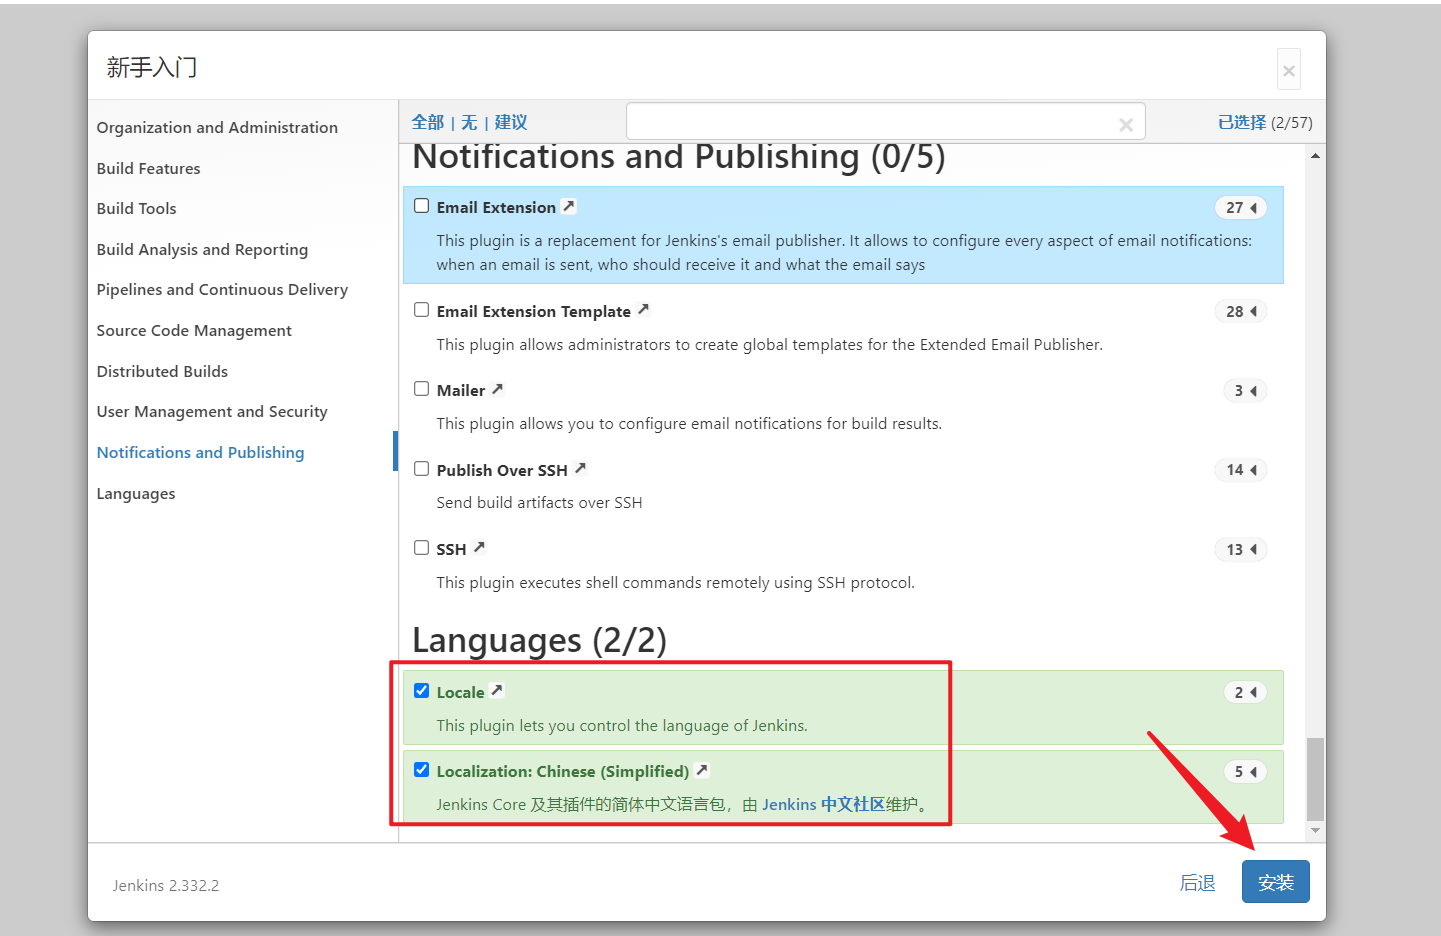 新手入门
×
Organization and Administration
Build Features
Build Tools
Build Analysis and Reporting
Pipelines and Continuous Delivery
Source Code Management
Distributed Builds
User Management and Security
Notifications and Publishing
Languages
全部 | 无 | 建议
×
已选择 (2/57)
Notifications and Publishing (0/5)
Email Extension
27
This plugin is a replacement for Jenkins's email publisher. It allows to configure every aspect of email notifications:
when an email is sent, who should receive it and what the email says
Email Extension Template
28
This plugin allows administrators to create global templates for the Extended Email Publisher.
Mailer
3
This plugin allows you to configure email notifications for build results.
Publish Over SSH
14
Send build artifacts over SSH
SSH
13
This plugin executes shell commands remotely using SSH protocol.
Languages (2/2)
Locale
2
This plugin lets you control the language of Jenkins.
Localization: Chinese (Simplified)
5
Jenkins Core 及其插件的简体中文语言包，由 Jenkins 中文社区维护。
Jenkins 2.332.2
后退
安装